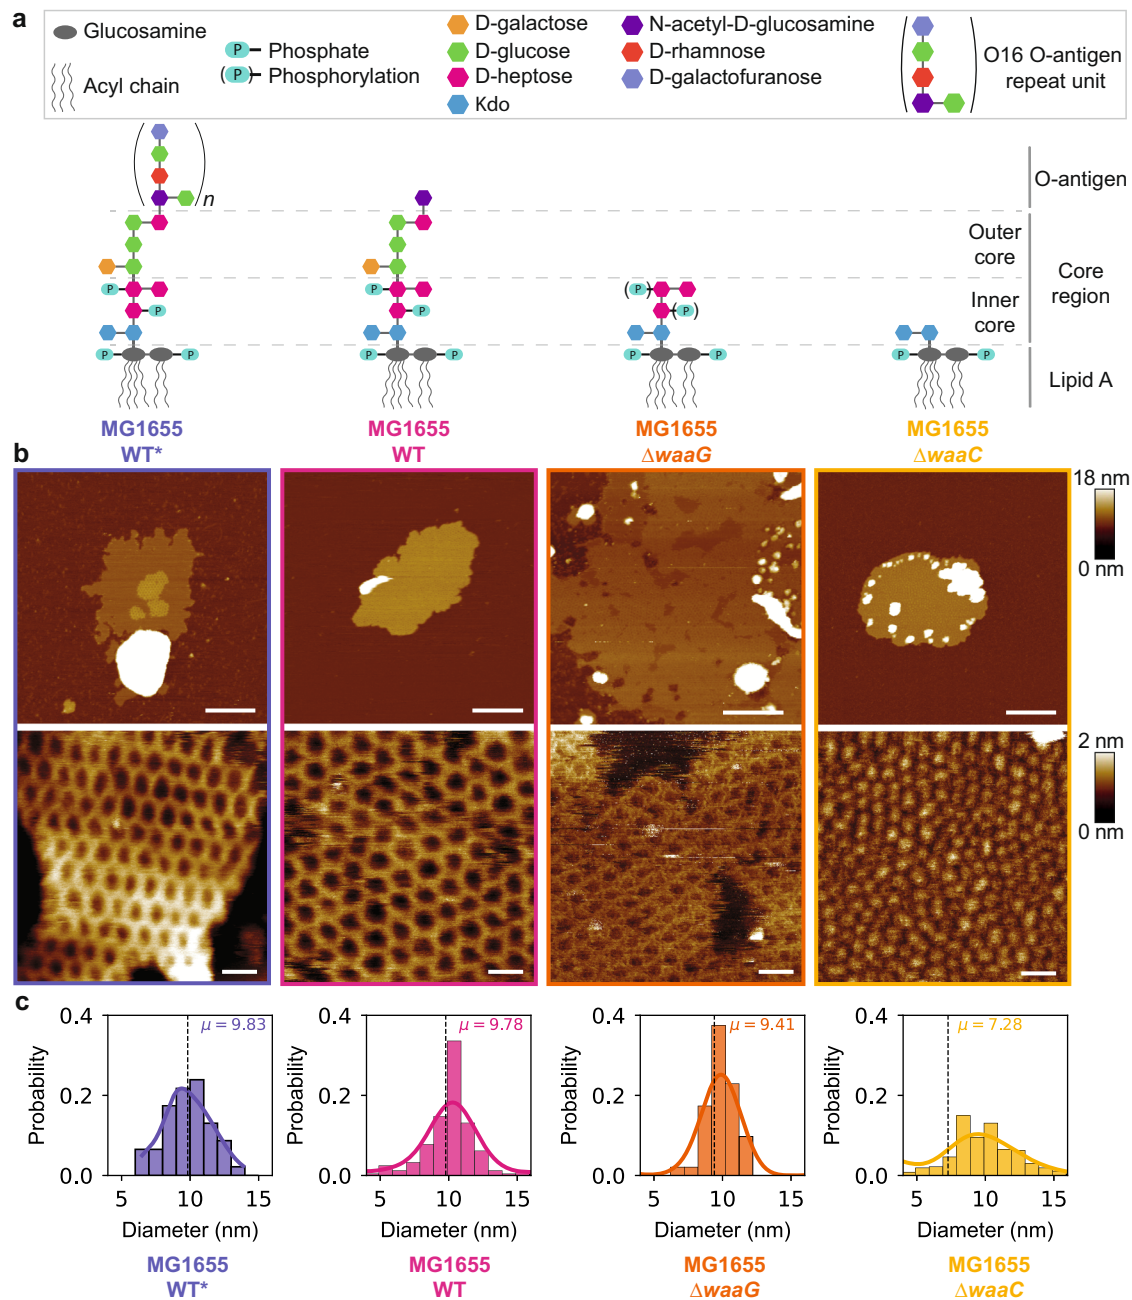 a
Glucosamine
Acyl chain
P Phosphate
(P) Phosphorylation
D-galactose
D-glucose
D-heptose
Kdo
N-acetyl-D-glucosamine
D-rhamnose
D-galactofuranose
O16 O-antigen
repeat unit
n
O-antigen
Outer
core
Core
region
Inner
core
P P P (P)
P P (P)
P P P P P P P P
Lipid A
MG1655
WT*
MG1655
WT
MG1655
ΔwaaG
MG1655
ΔwaaC
b
18 nm
0 nm
2 nm
0 nm
c
0.4
0.2
0.0
Probability
μ = 9.83
5 10 15
Diameter (nm)
MG1655
WT*
0.4
0.2
0.0
Probability
μ = 9.78
5 10 15
Diameter (nm)
MG1655
WT
0.4
0.2
0.0
Probability
μ = 9.41
5 10 15
Diameter (nm)
MG1655
ΔwaaG
0.4
0.2
0.0
Probability
μ = 7.28
5 10 15
Diameter (nm)
MG1655
ΔwaaC